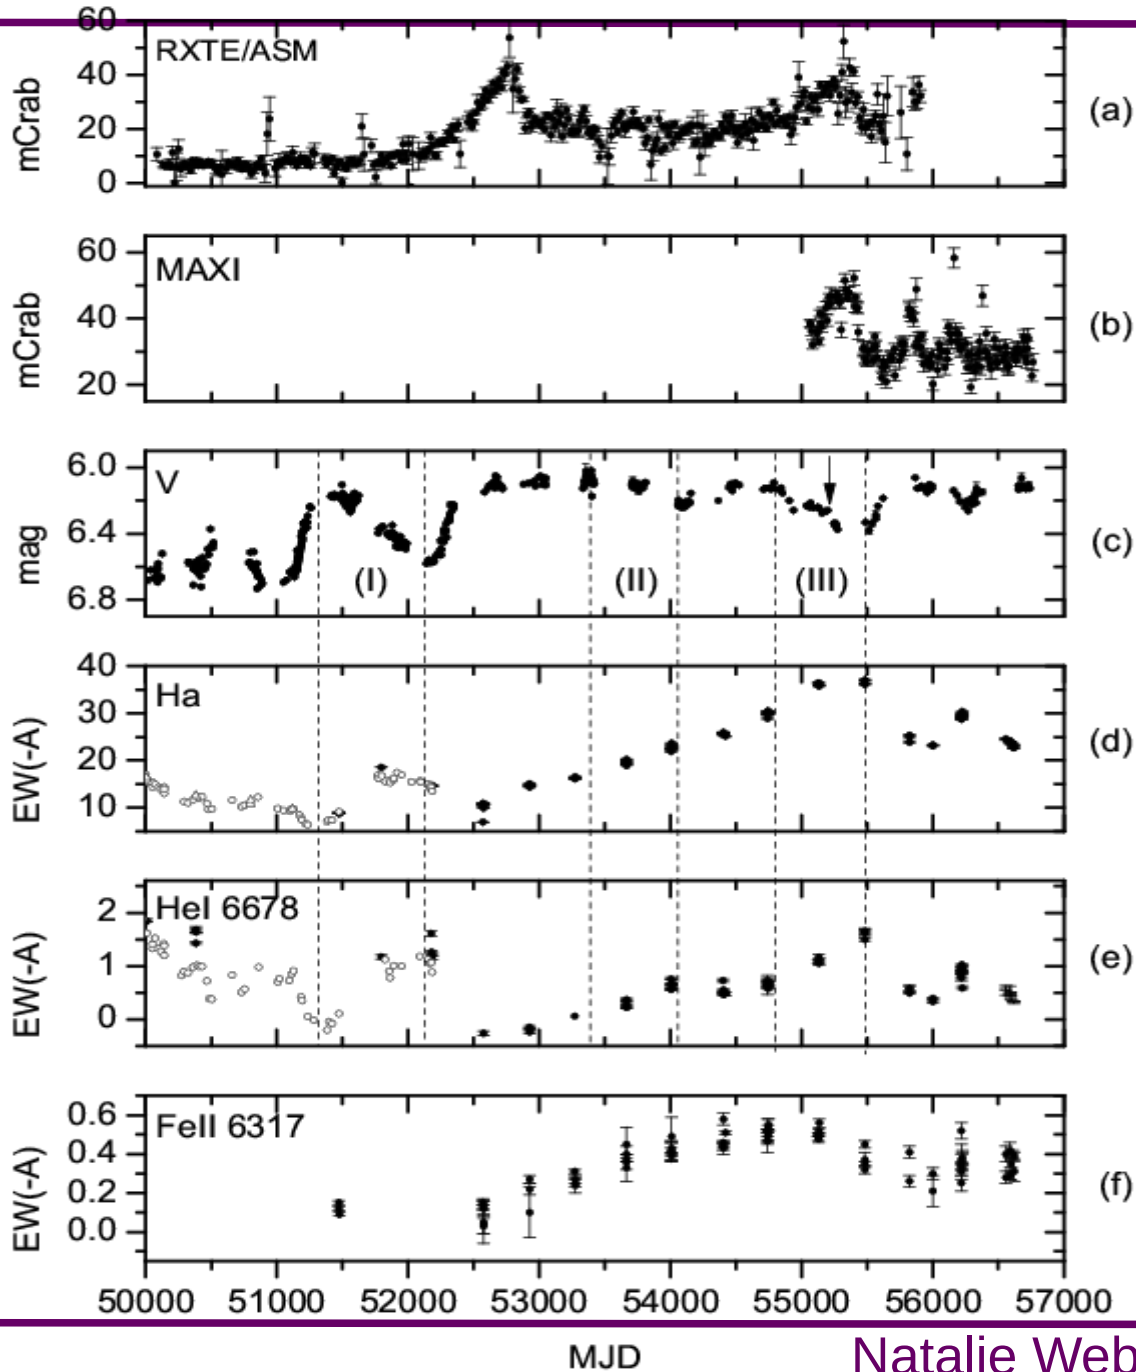 60
40
20
0
mCrab
RXTE/ASM
(a)
60
40
20
mCrab
MAXI
(b)
6.0
6.4
6.8
mag
V
(I)
(II)
(III)
(c)
40
30
20
10
EW(-A)
Ha
(d)
2
1
0
EW(-A)
HeI 6678
(e)
0.6
0.4
0.2
0.0
EW(-A)
FeII 6317
(f)
50000 51000 52000 53000 54000 55000 56000 57000
MJD
Natalie Web